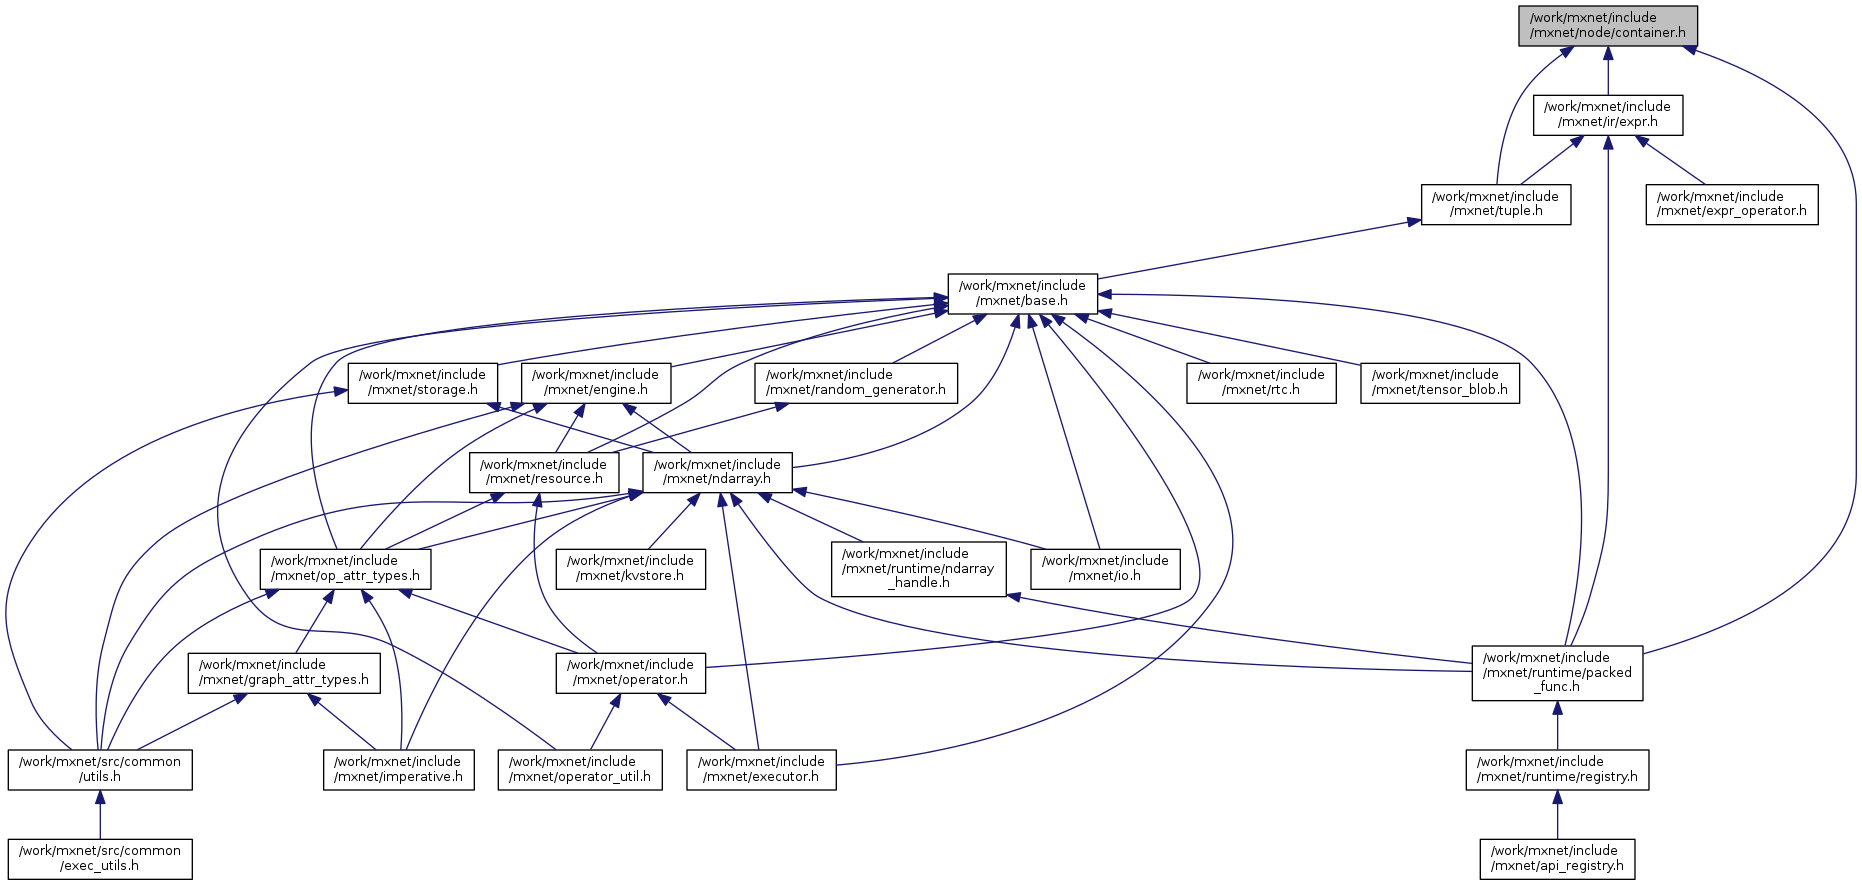 /work/mxnet/include
/mxnet/node/container.h
/work/mxnet/include
/mxnet/ir/expr.h
/work/mxnet/include
/mxnet/tuple.h
/work/mxnet/include
/mxnet/expr_operator.h
/work/mxnet/include
/mxnet/base.h
/work/mxnet/include
/mxnet/storage.h
/work/mxnet/include
/mxnet/engine.h
/work/mxnet/include
/mxnet/random_generator.h
/work/mxnet/include
/mxnet/rtc.h
/work/mxnet/include
/mxnet/tensor_blob.h
/work/mxnet/include
/mxnet/resource.h
/work/mxnet/include
/mxnet/ndarray.h
/work/mxnet/include
/mxnet/op_attr_types.h
/work/mxnet/include
/mxnet/kvstore.h
/work/mxnet/include
/mxnet/runtime/ndarray
_handle.h
/work/mxnet/include
/mxnet/io.h
/work/mxnet/include
/mxnet/graph_attr_types.h
/work/mxnet/include
/mxnet/operator.h
/work/mxnet/include
/mxnet/runtime/packed
_func.h
/work/mxnet/src/common
/utils.h
/work/mxnet/include
/mxnet/imperative.h
/work/mxnet/include
/mxnet/operator_util.h
/work/mxnet/include
/mxnet/executor.h
/work/mxnet/include
/mxnet/runtime/registry.h
/work/mxnet/src/common
/exec_utils.h
/work/mxnet/include
/mxnet/api_registry.h